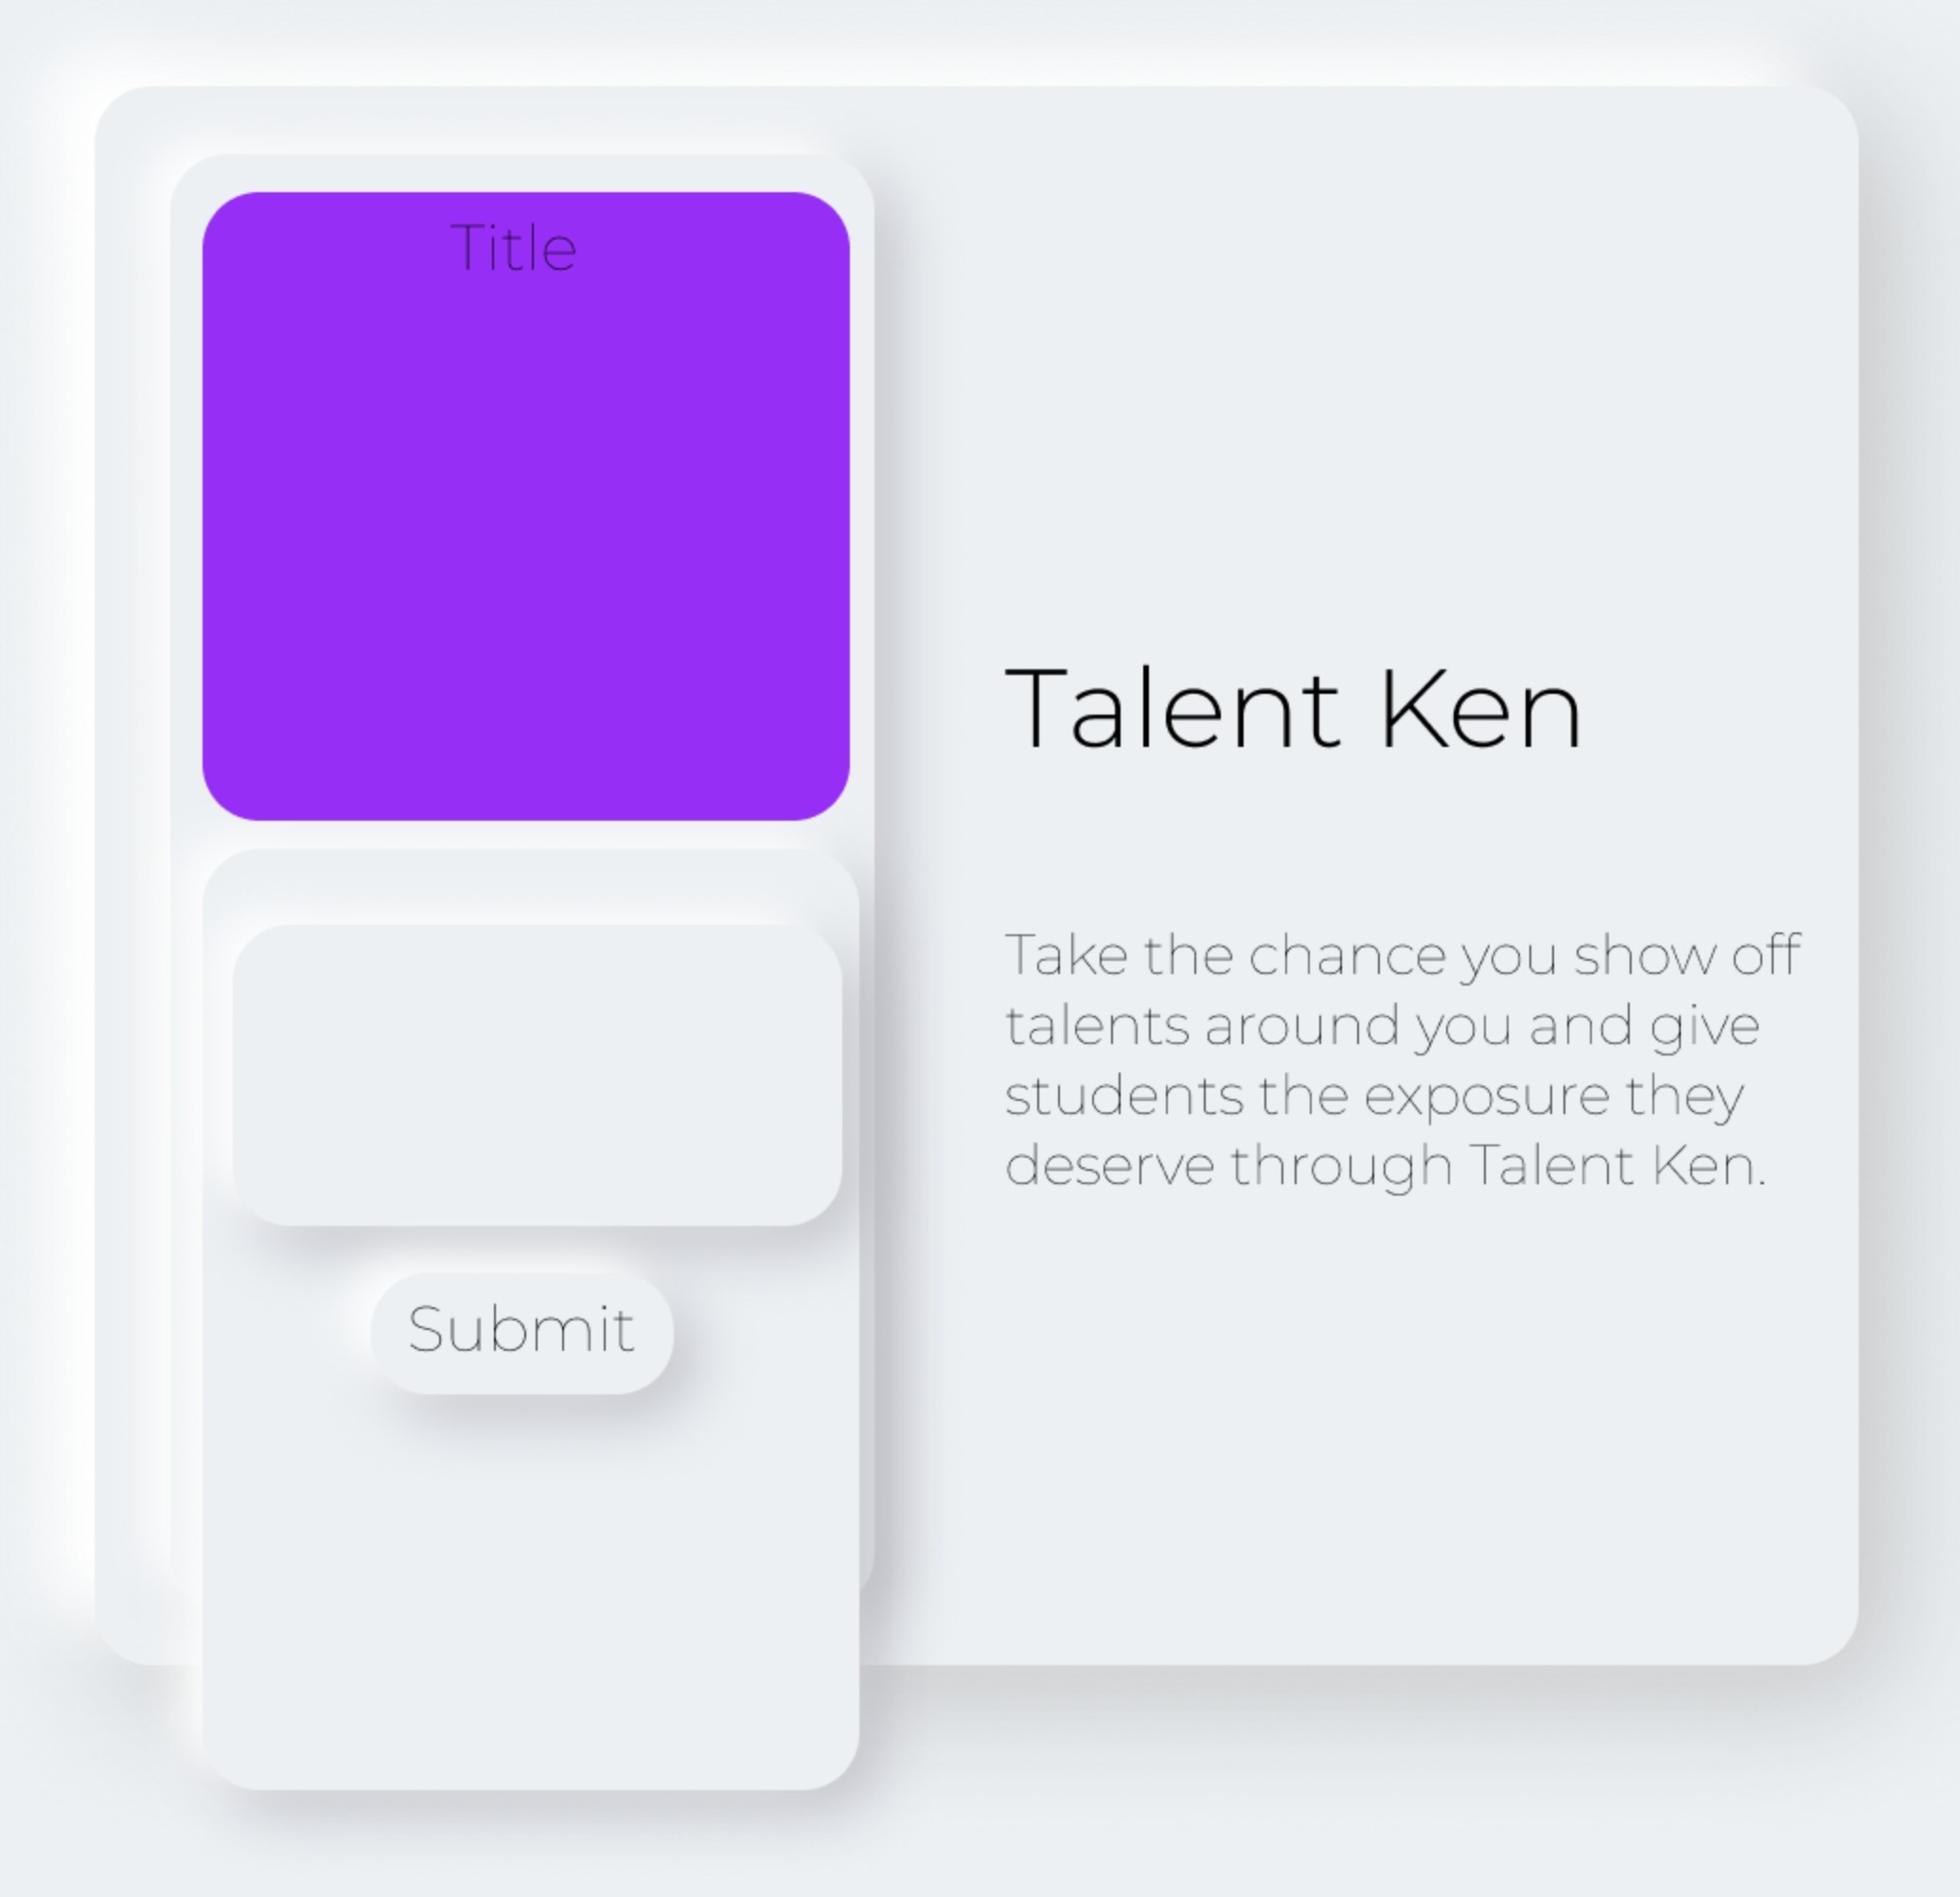 Title
Submit
Talent Ken
Take the chance you show off
talents around you and give
students the exposure they
deserve through Talent Ken.